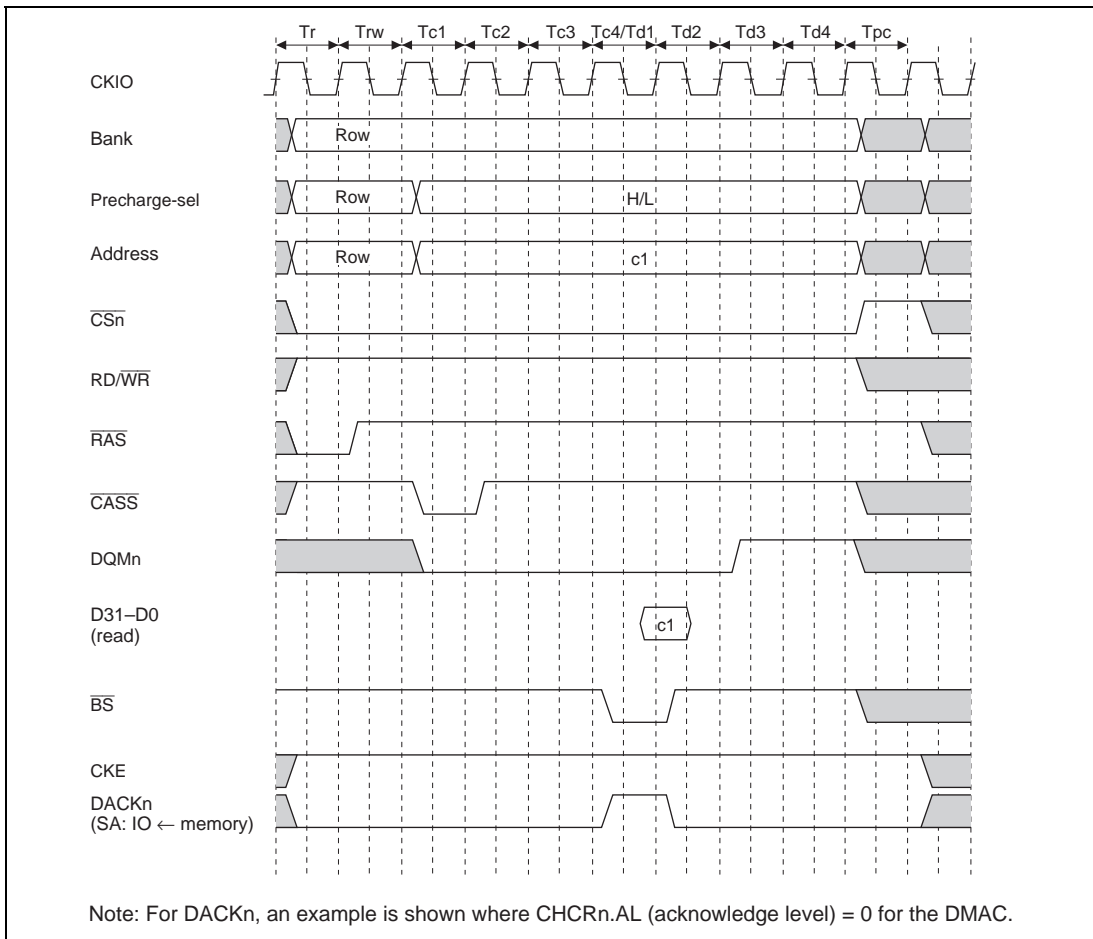 Tr Trw Tc1 Tc2 Tc3 Tc4/Td1 Td2 Td3 Td4 Tpc
CKIO
Bank Row
Precharge-sel Row H/L
Address Row c1
CSn
RD/WR
RAS
CASS
DQMn
D31–D0
(read) c1
BS
CKE
DACKn
(SA: IO ← memory)
Note: For DACKn, an example is shown where CHCRn.AL (acknowledge level) = 0 for the DMAC.